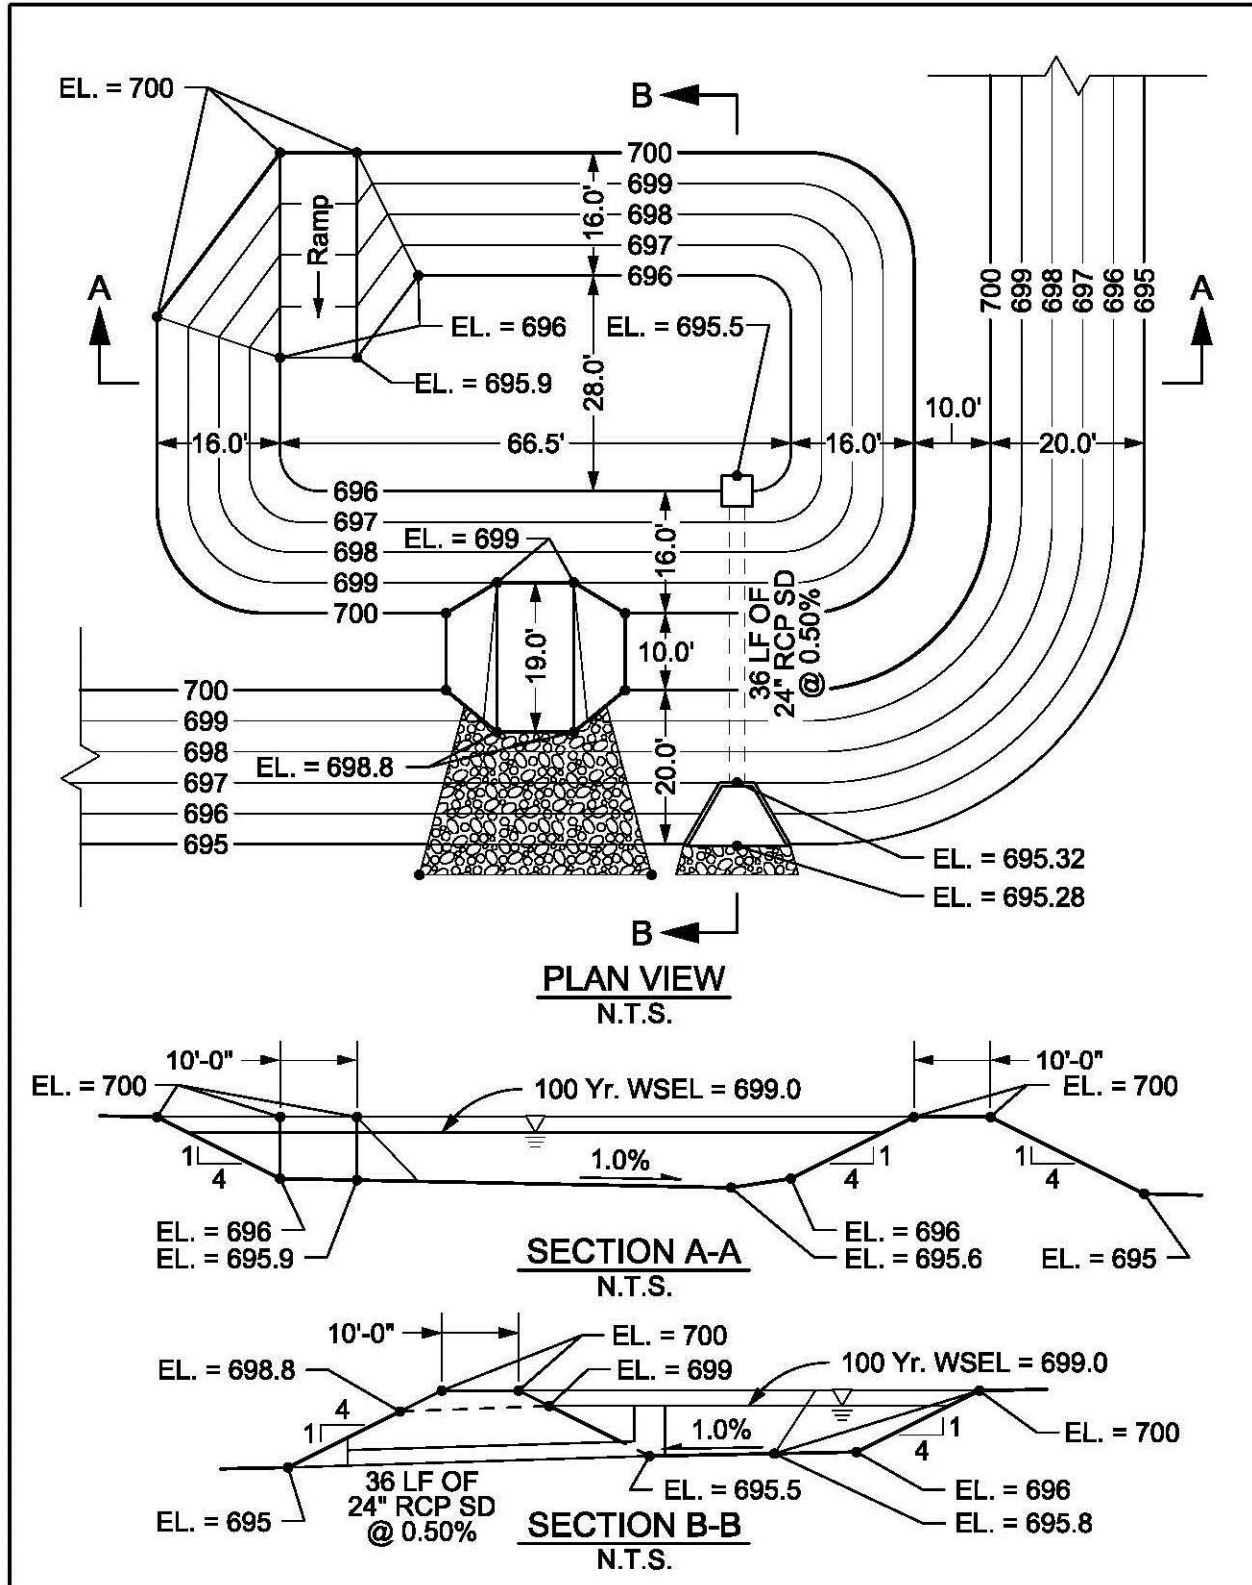 EL. = 700
B
700
699
698
697
696
16.0'
Ramp
A
A
700
699
698
697
696
695
EL. = 696
EL. = 695.5
EL. = 695.9
28.0'
10.0'
16.0'
66.5'
16.0'
20.0'
696
697
698
699
700
EL. = 699
16.0'
36 LF OF
24" RCP SD
@ 0.50%
19.0'
10.0'
700
699
698
697
696
695
EL. = 698.8
20.0'
EL. = 695.32
EL. = 695.28
B
PLAN VIEW
N.T.S.
10'-0"
10'-0"
EL. = 700
100 Yr. WSEL = 699.0
EL. = 700
1
4
1.0%
1
4
1
4
EL. = 696
EL. = 695.9
EL. = 696
EL. = 695.6
EL. = 695
SECTION A-A
N.T.S.
10'-0"
EL. = 700
EL. = 698.8
EL. = 699
100 Yr. WSEL = 699.0
4
1
1.0%
1
4
EL. = 700
36 LF OF
24" RCP SD
@ 0.50%
EL. = 695.5
EL. = 696
EL. = 695
EL. = 695.8
SECTION B-B
N.T.S.